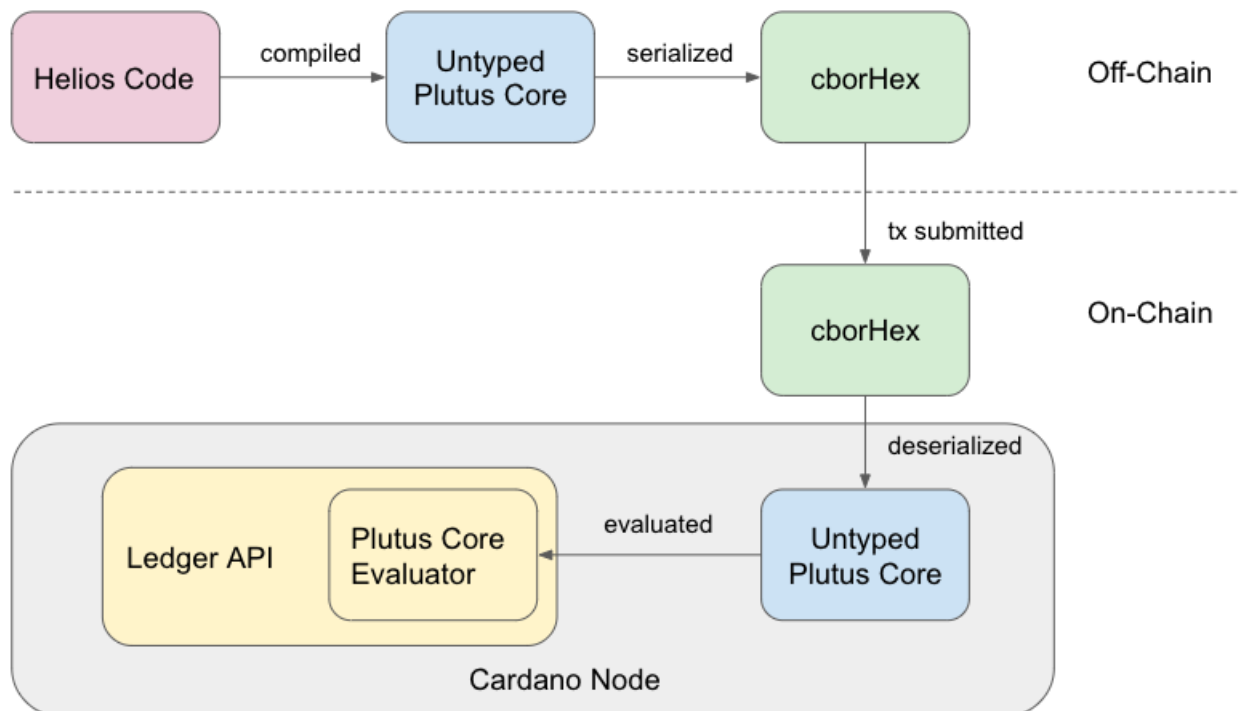 Helios Code
compiled
Untyped
Plutus Core
serialized
cborHex
Off-Chain
tx submitted
cborHex
On-Chain
deserialized
Ledger API
Plutus Core
Evaluator
evaluated
Untyped
Plutus Core
Cardano Node